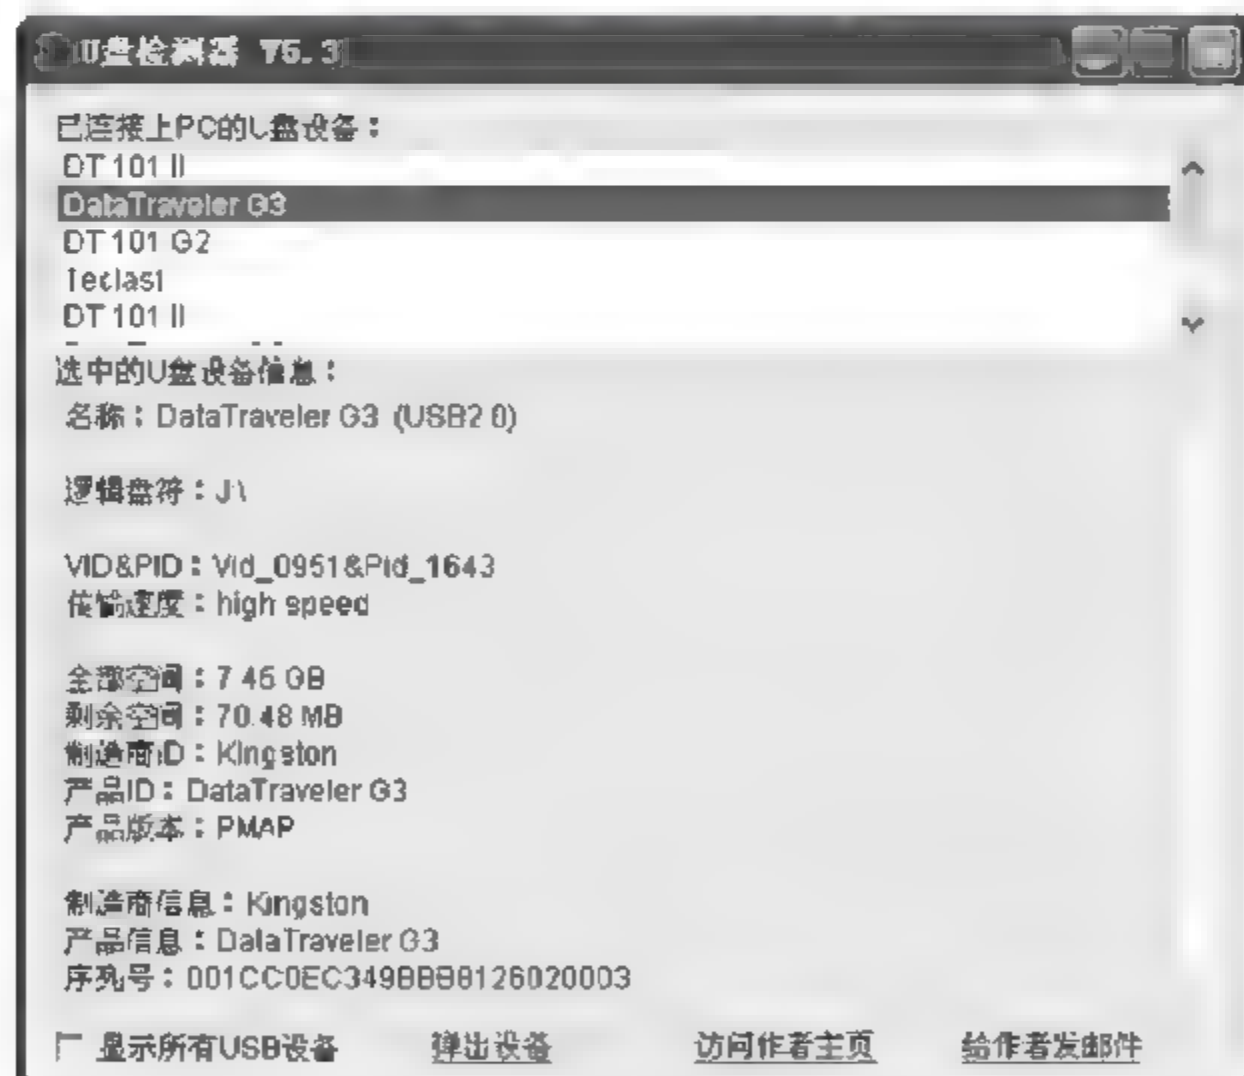 U盘检测器 V5.3
已连接上PC的U盘设备：
DT 101 II
DataTraveler G3
DT 101 G2
Teclast
DT 101 II
选中的U盘设备信息：
名称：DataTraveler G3 (USB2.0)
逻辑盘符：J:\
VID&PID：Vid_0951&Pid_1643
传输速度：high speed
全部空间：7.45 GB
剩余空间：70.48 MB
制造商ID：Kingston
产品ID：DataTraveler G3
产品版本：PMAP
制造商信息：Kingston
产品信息：DataTraveler G3
序列号：001CC0EC349BBBB126020003
显示所有USB设备 弹出设备 访问作者主页 给作者发邮件